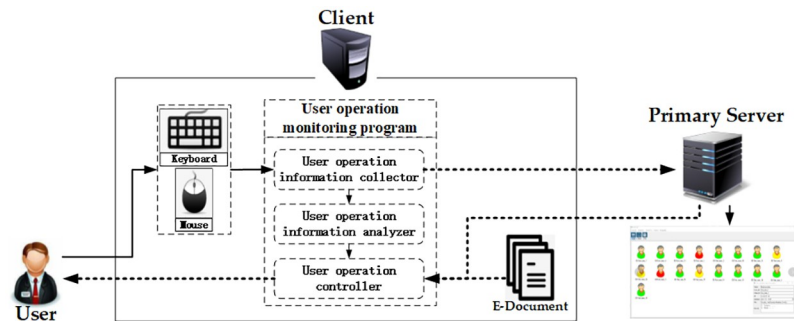 Client
User operation
monitoring program
Primary Server
Keyboard
User operation
information collector
Mouse
User operation
information analyzer
User operation
controller
E-Document
User